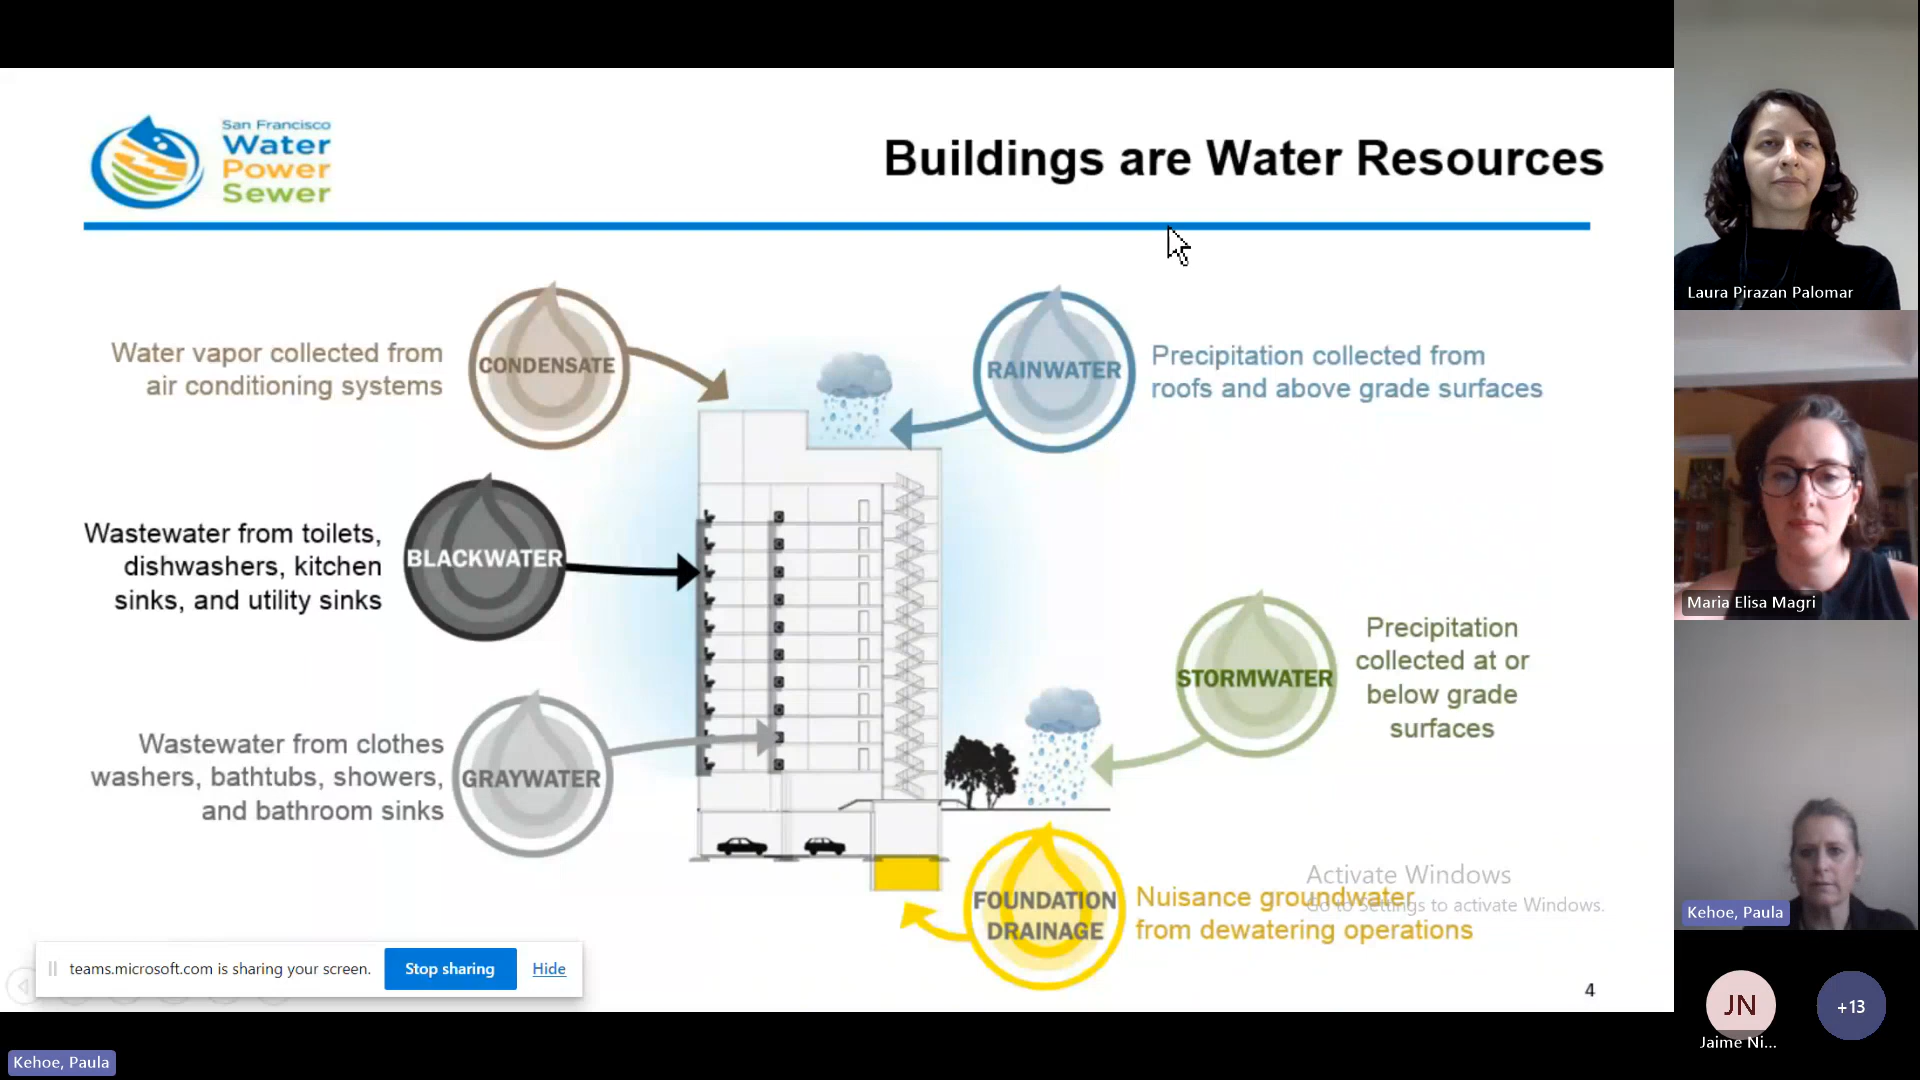 San Francisco
Water
Power
Sewer
Buildings are Water Resources
Water vapor collected from
air conditioning systems
CONDENSATE
RAINWATER
Precipitation collected from
roofs and above grade surfaces
Wastewater from toilets,
dishwashers, kitchen
sinks, and utility sinks
BLACKWATER
STORMWATER
Precipitation
collected at or
below grade
surfaces
Wastewater from clothes
washers, bathtubs, showers,
and bathroom sinks
GRAYWATER
FOUNDATION
DRAINAGE
Nuisance groundwater
from dewatering operations
Activate Windows
Go to Settings to activate Windows.
teams.microsoft.com is sharing your screen.
Stop sharing
Hide
4
Kehoe, Paula
Laura Pirazan Palomar
Maria Elisa Magri
Kehoe, Paula
JN
+13
Jaime Ni...